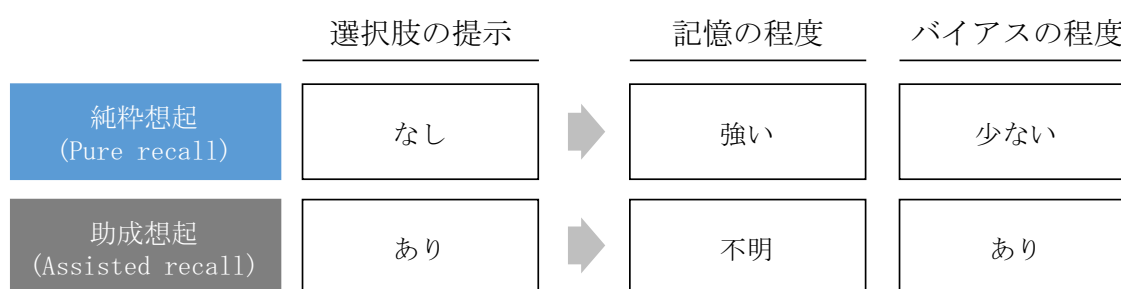 選択肢の提示
記憶の程度
バイアスの程度
純粋想起
(Pure recall)
なし
強い
少ない
助成想起
(Assisted recall)
あり
不明
あり